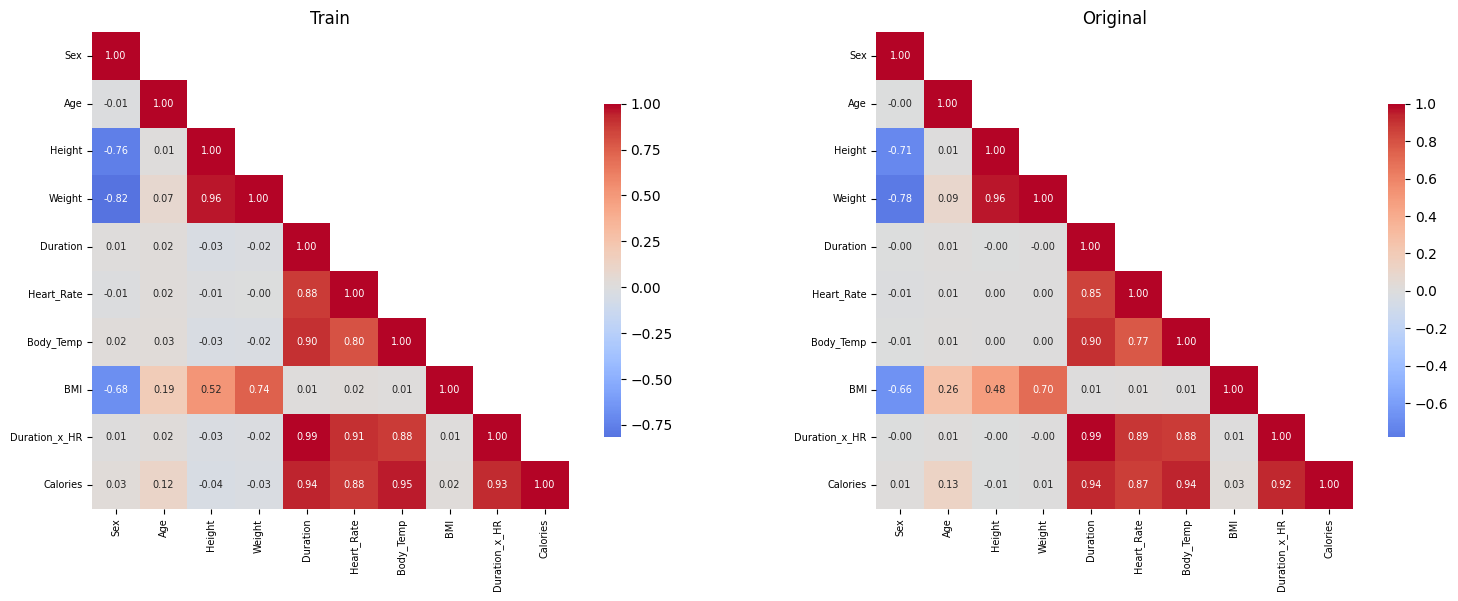 Train
Sex 1.00
Age -0.01 1.00
Height -0.76 0.01 1.00
Weight -0.82 0.07 0.96 1.00
Duration 0.01 0.02 -0.03 -0.02 1.00
Heart_Rate -0.01 0.02 -0.01 -0.00 0.88 1.00
Body_Temp 0.02 0.03 -0.03 -0.02 0.90 0.80 1.00
BMI -0.68 0.19 0.52 0.74 0.01 0.02 0.01 1.00
Duration_x_HR 0.01 0.02 -0.03 -0.02 0.99 0.91 0.88 0.01 1.00
Calories 0.03 0.12 -0.04 -0.03 0.94 0.88 0.95 0.02 0.93 1.00
Sex Age Height Weight Duration Heart_Rate Body_Temp BMI Duration_x_HR Calories
1.00
0.75
0.50
0.25
0.00
−0.25
−0.50
−0.75
Original
Sex 1.00
Age -0.00 1.00
Height -0.71 0.01 1.00
Weight -0.78 0.09 0.96 1.00
Duration -0.00 0.01 -0.00 -0.00 1.00
Heart_Rate -0.01 0.01 0.00 0.00 0.85 1.00
Body_Temp -0.01 0.01 0.00 0.00 0.90 0.77 1.00
BMI -0.66 0.26 0.48 0.70 0.01 0.01 0.01 1.00
Duration_x_HR -0.00 0.01 -0.00 -0.00 0.99 0.89 0.88 0.01 1.00
Calories 0.01 0.13 -0.01 0.01 0.94 0.87 0.94 0.03 0.92 1.00
Sex Age Height Weight Duration Heart_Rate Body_Temp BMI Duration_x_HR Calories
1.0
0.8
0.6
0.4
0.2
0.0
−0.2
−0.4
−0.6